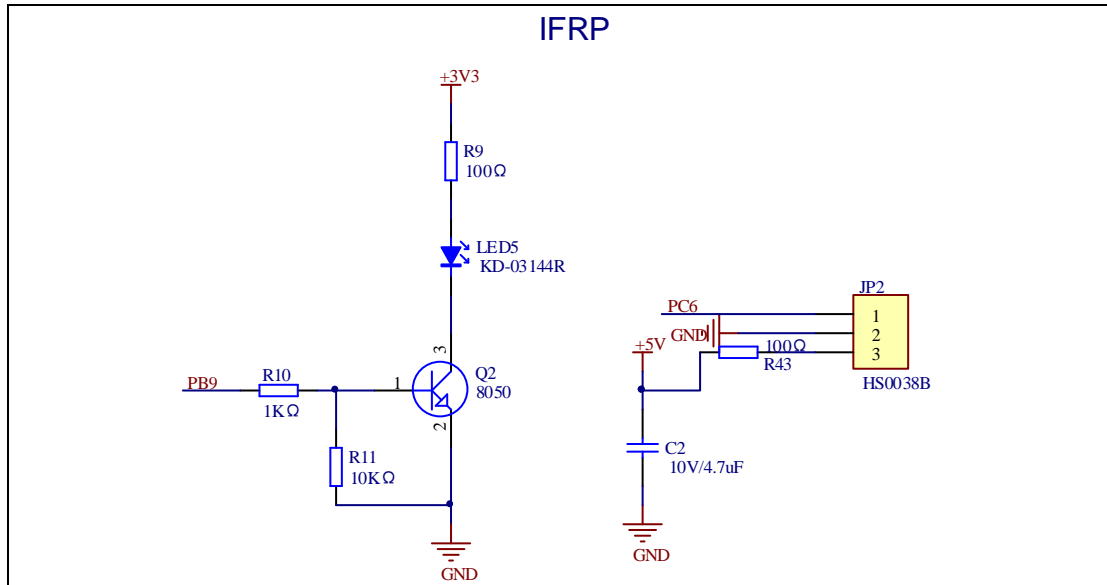 IFRP
+3V3
R9
100Ω
LED5
KD-03144R
3
Q2
8050
1
2
PB9
R10
1KΩ
R11
10KΩ
GND
JP2
PC6
1
GND
2
+5V
100Ω
3
R43
HS0038B
C2
10V/4.7uF
GND